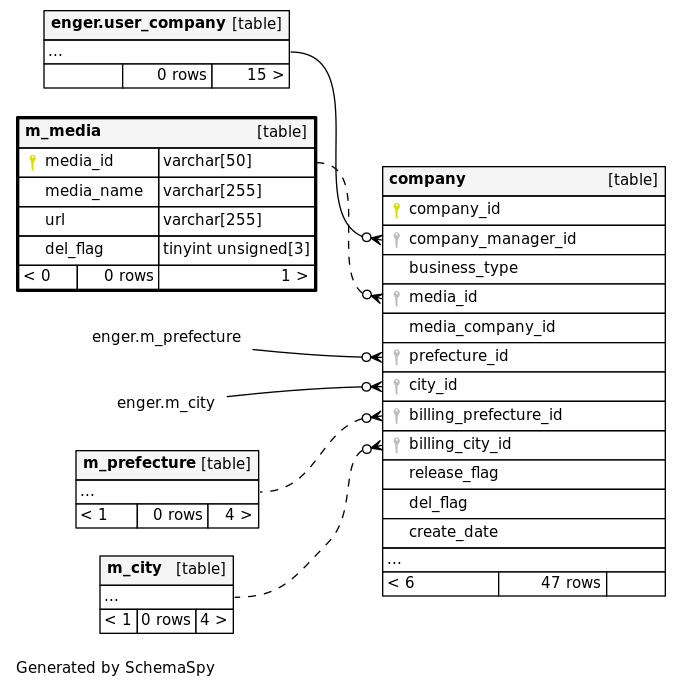 enger.user_company [table]
...
0 rows 15 >
m_media [table]
media_id varchar[50]
media_name varchar[255]
url varchar[255]
del_flag tinyint unsigned[3]
< 0 0 rows 1 >
company [table]
company_id
company_manager_id
business_type
media_id
media_company_id
prefecture_id
city_id
billing_prefecture_id
billing_city_id
release_flag
del_flag
create_date
...
< 6 47 rows
enger.m_prefecture
enger.m_city
m_prefecture [table]
...
< 1 0 rows 4 >
m_city [table]
...
< 1 0 rows 4 >
Generated by SchemaSpy